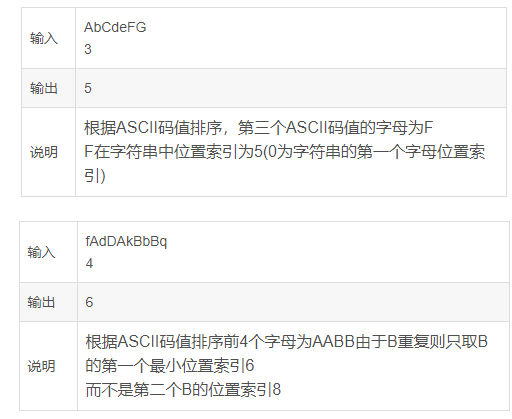 输入
AbCdeFG
3
输出
5
说明
根据ASCII码值排序，第三个ASCII码值的字母为F
F在字符串中位置索引为5(0为字符串的第一个字母位置索
引)
输入
fAdDAkBbBq
4
输出
6
说明
根据ASCII码值排序前4个字母为AABB由于B重复则只取B
的第一个最小位置索引6
而不是第二个B的位置索引8